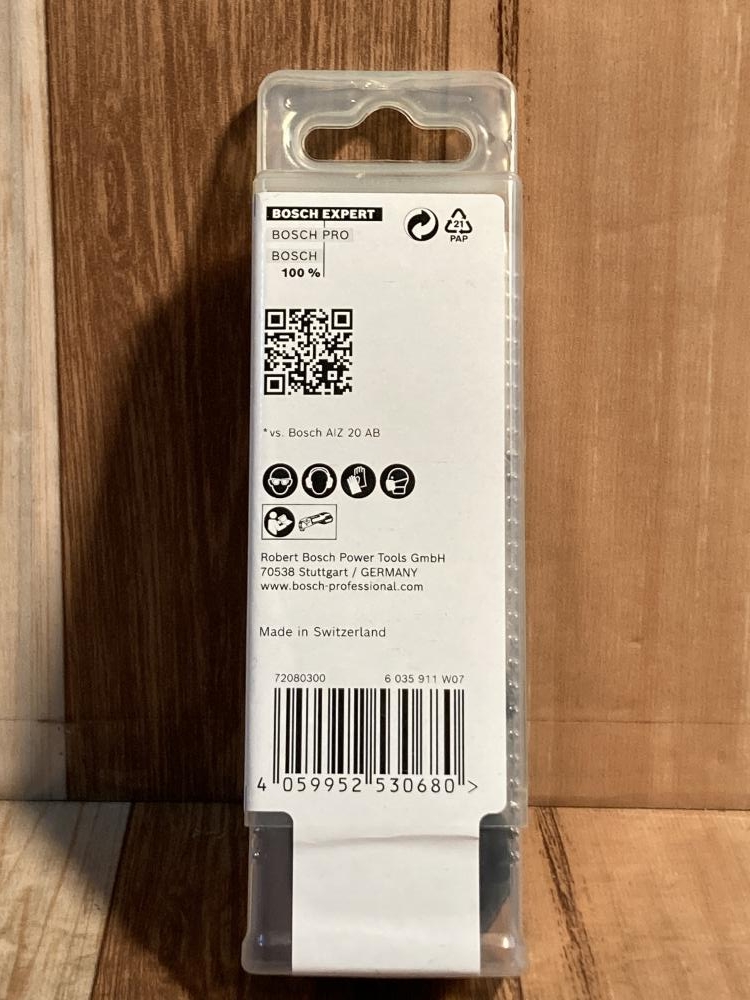 BOSCH EXPERT
BOSCH PRO
BOSCH
100 %
21
PAP
* vs. Bosch AIZ 20 AB
Robert Bosch Power Tools GmbH
70538 Stuttgart / GERMANY
www.bosch-professional.com
Made in Switzerland
72080300 6 035 911 W07
4 059952 530680 >